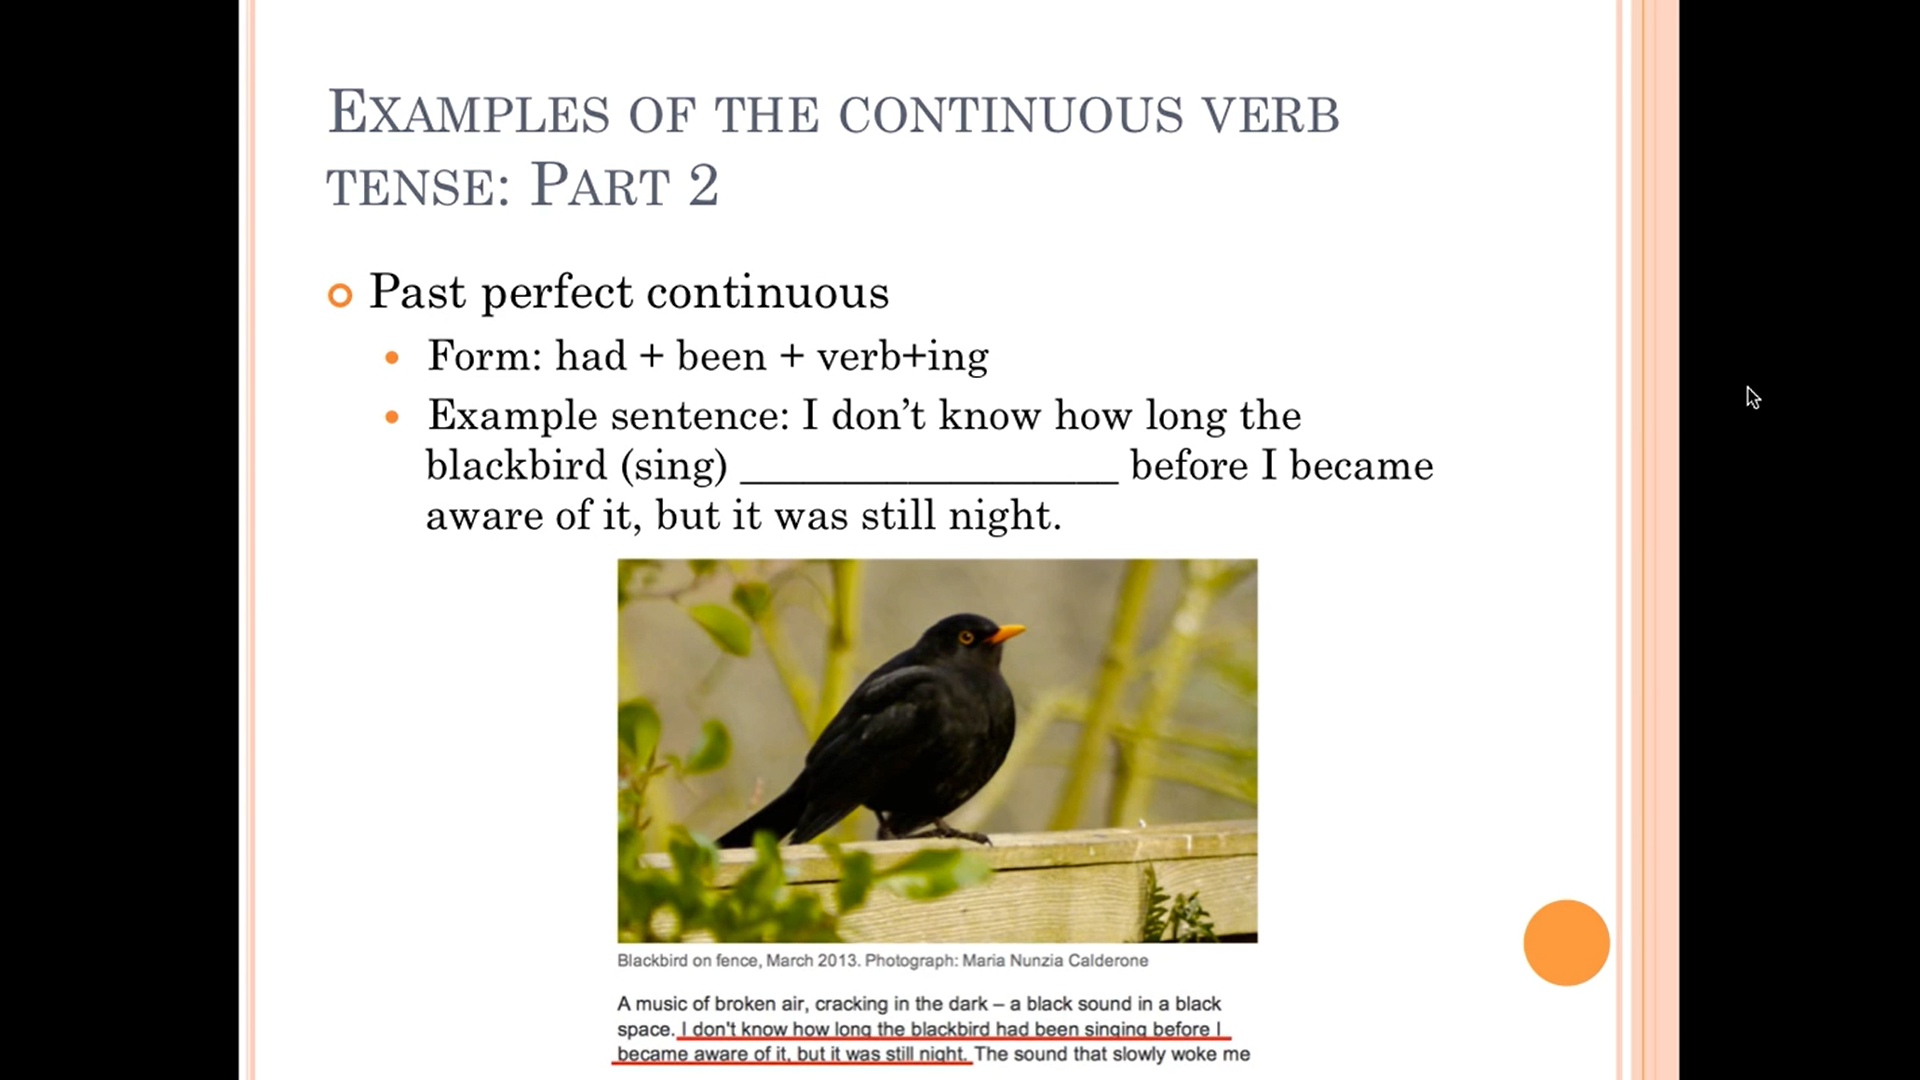 Examples of the continuous verb
tense: Part 2
Past perfect continuous
Form: had + been + verb+ing
Example sentence: I don’t know how long the
blackbird (sing) __________________ before I became
aware of it, but it was still night.
Blackbird on fence, March 2013. Photograph: Maria Nunzia Calderone
A music of broken air, cracking in the dark – a black sound in a black
space. I don't know how long the blackbird had been singing before I
became aware of it, but it was still night. The sound that slowly woke me